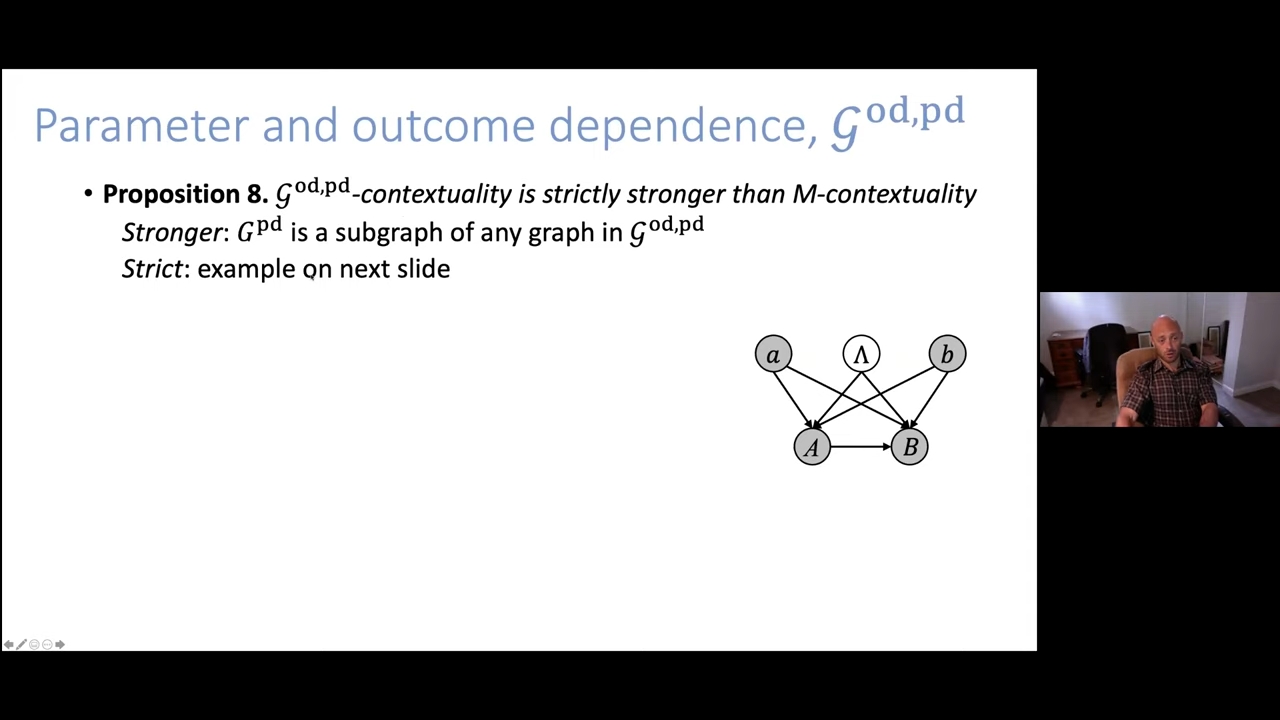 Parameter and outcome dependence, 𝒢^od,pd
• Proposition 8. 𝒢^od,pd-contextuality is strictly stronger than M-contextuality
Stronger: G^pd is a subgraph of any graph in 𝒢^od,pd
Strict: example on next slide
a Λ b
A B